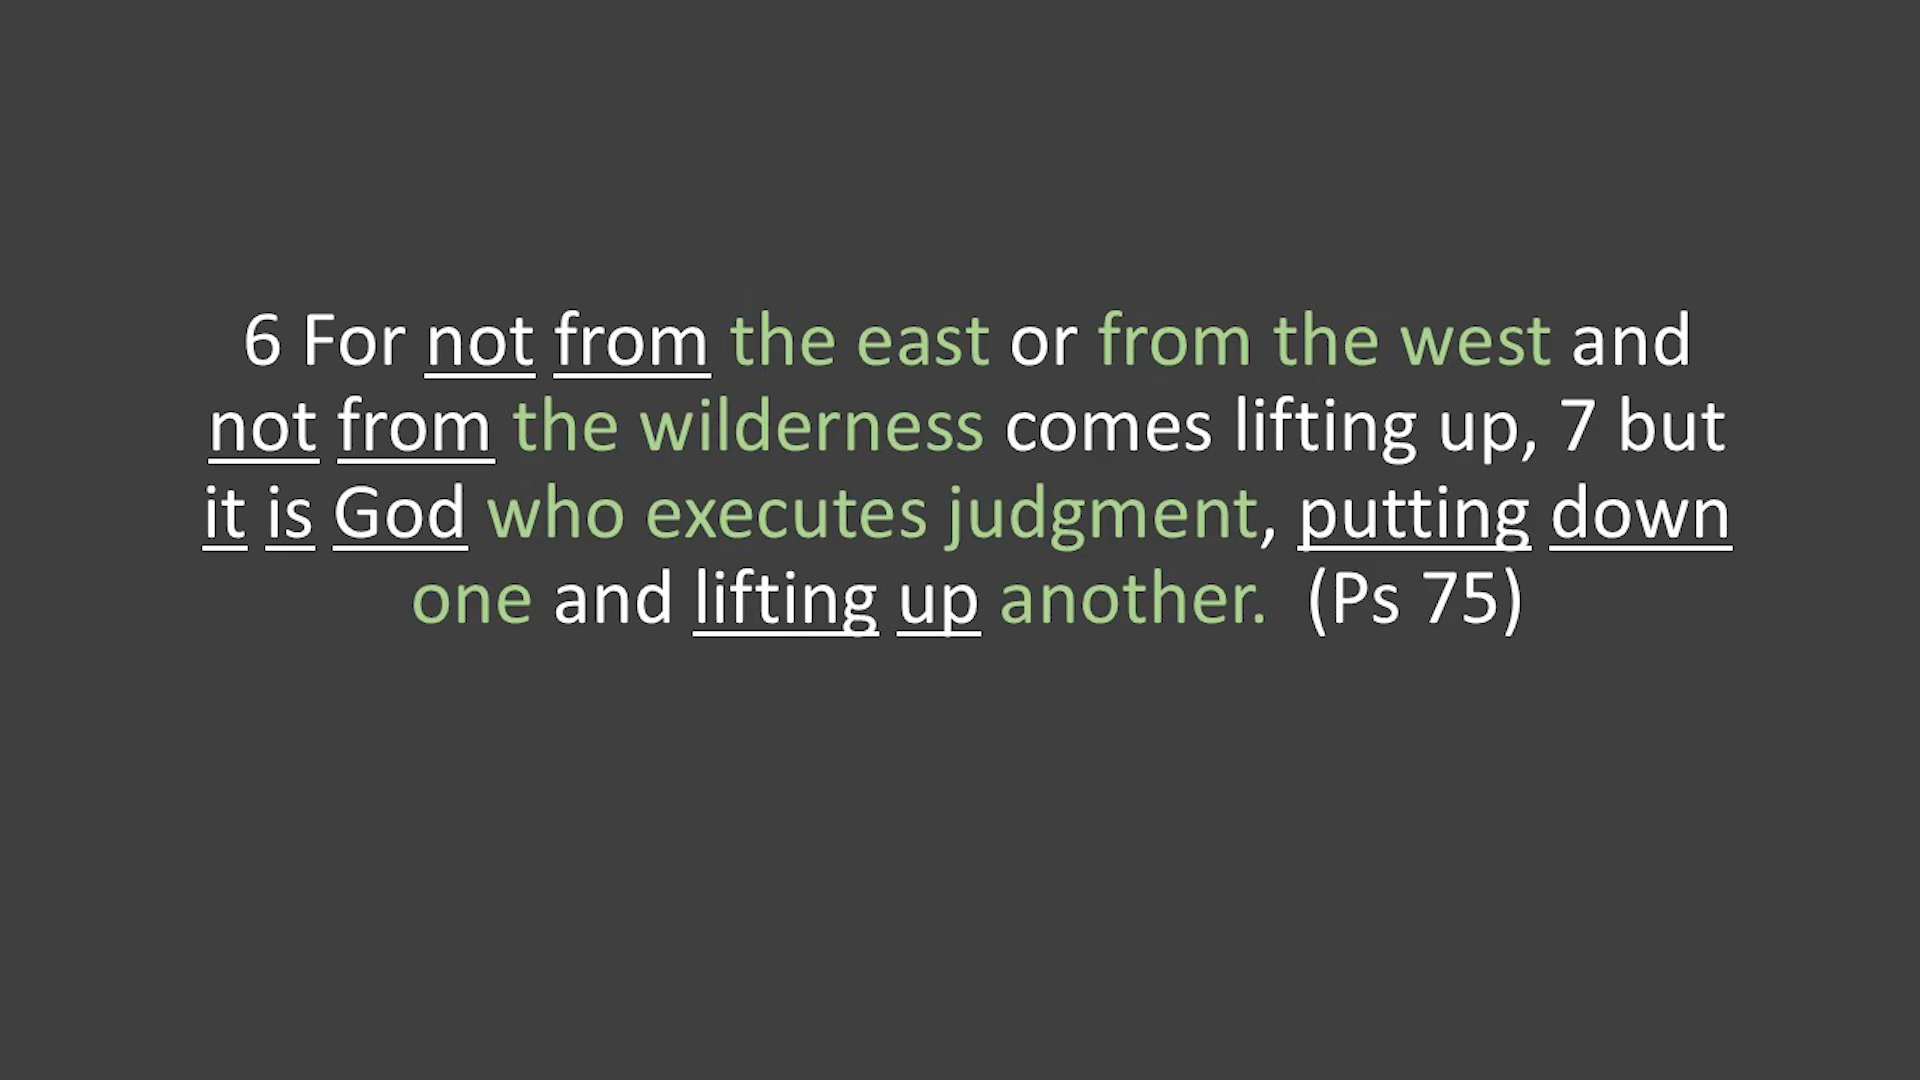 6 For not from the east or from the west and
not from the wilderness comes lifting up, 7 but
it is God who executes judgment, putting down
one and lifting up another.  (Ps 75)